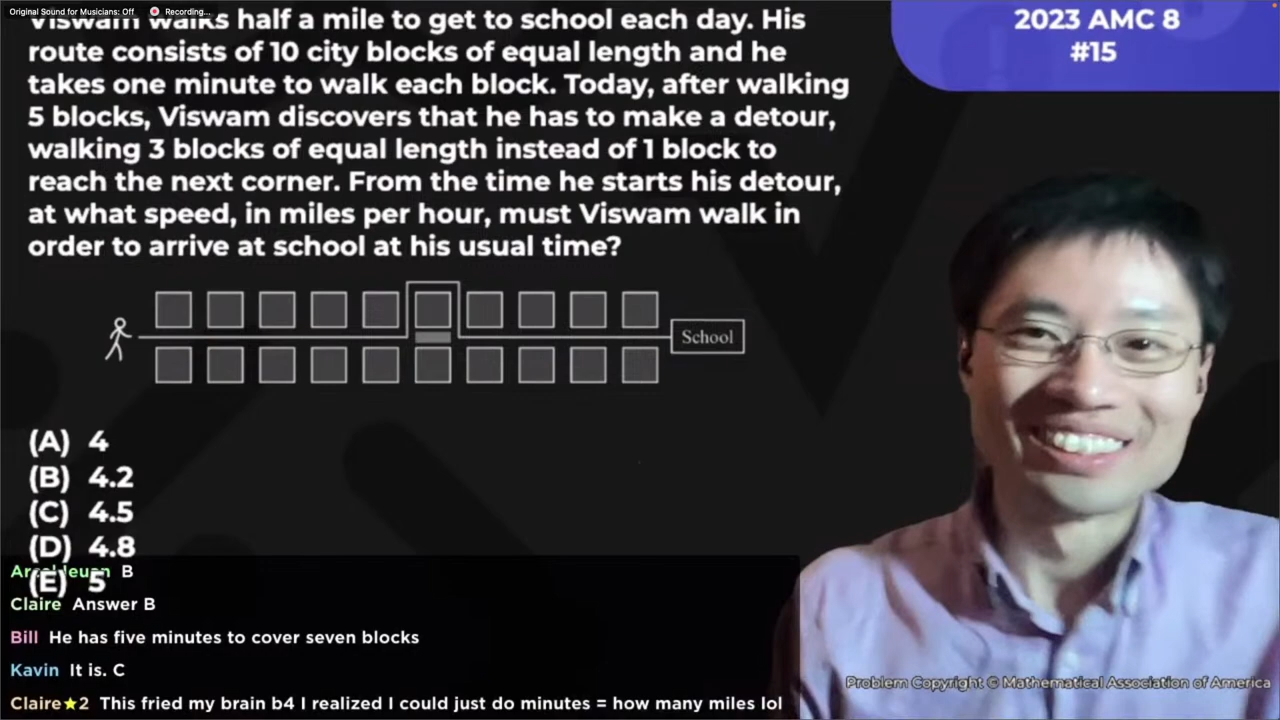 Original Sound for Musicians: Off
Recording...
Viswam walks half a mile to get to school each day. His
route consists of 10 city blocks of equal length and he
takes one minute to walk each block. Today, after walking
5 blocks, Viswam discovers that he has to make a detour,
walking 3 blocks of equal length instead of 1 block to
reach the next corner. From the time he starts his detour,
at what speed, in miles per hour, must Viswam walk in
order to arrive at school at his usual time?
2023 AMC 8
#15
School
(A) 4
(B) 4.2
(C) 4.5
(D) 4.8
(E) 5
B
Claire Answer B
Bill He has five minutes to cover seven blocks
Kavin It is. C
Claire★2 This fried my brain b4 I realized I could just do minutes = how many miles lol
Problem Copyright © Mathematical Association of America